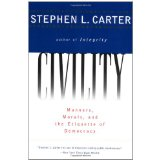 STEPHEN L. CARTER
author of Integrity
CIVILITY
Manners, Morals, and the
Etiquette of
Democracy